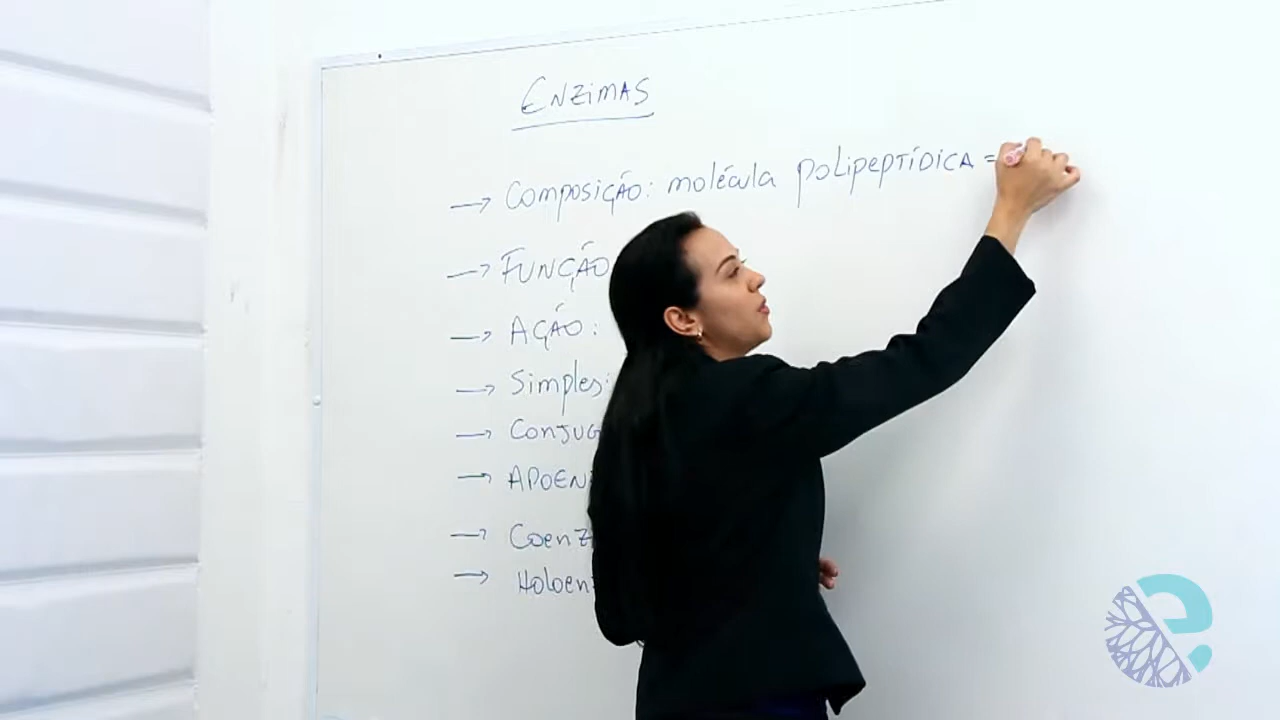 ENZIMAS
→ Composição: molécula polipeptídica =
→ FUNÇÃO
→ AÇÃO:
→ Simples:
→ CONJUG
→ APOEN
→ Coenz
→ Holoen